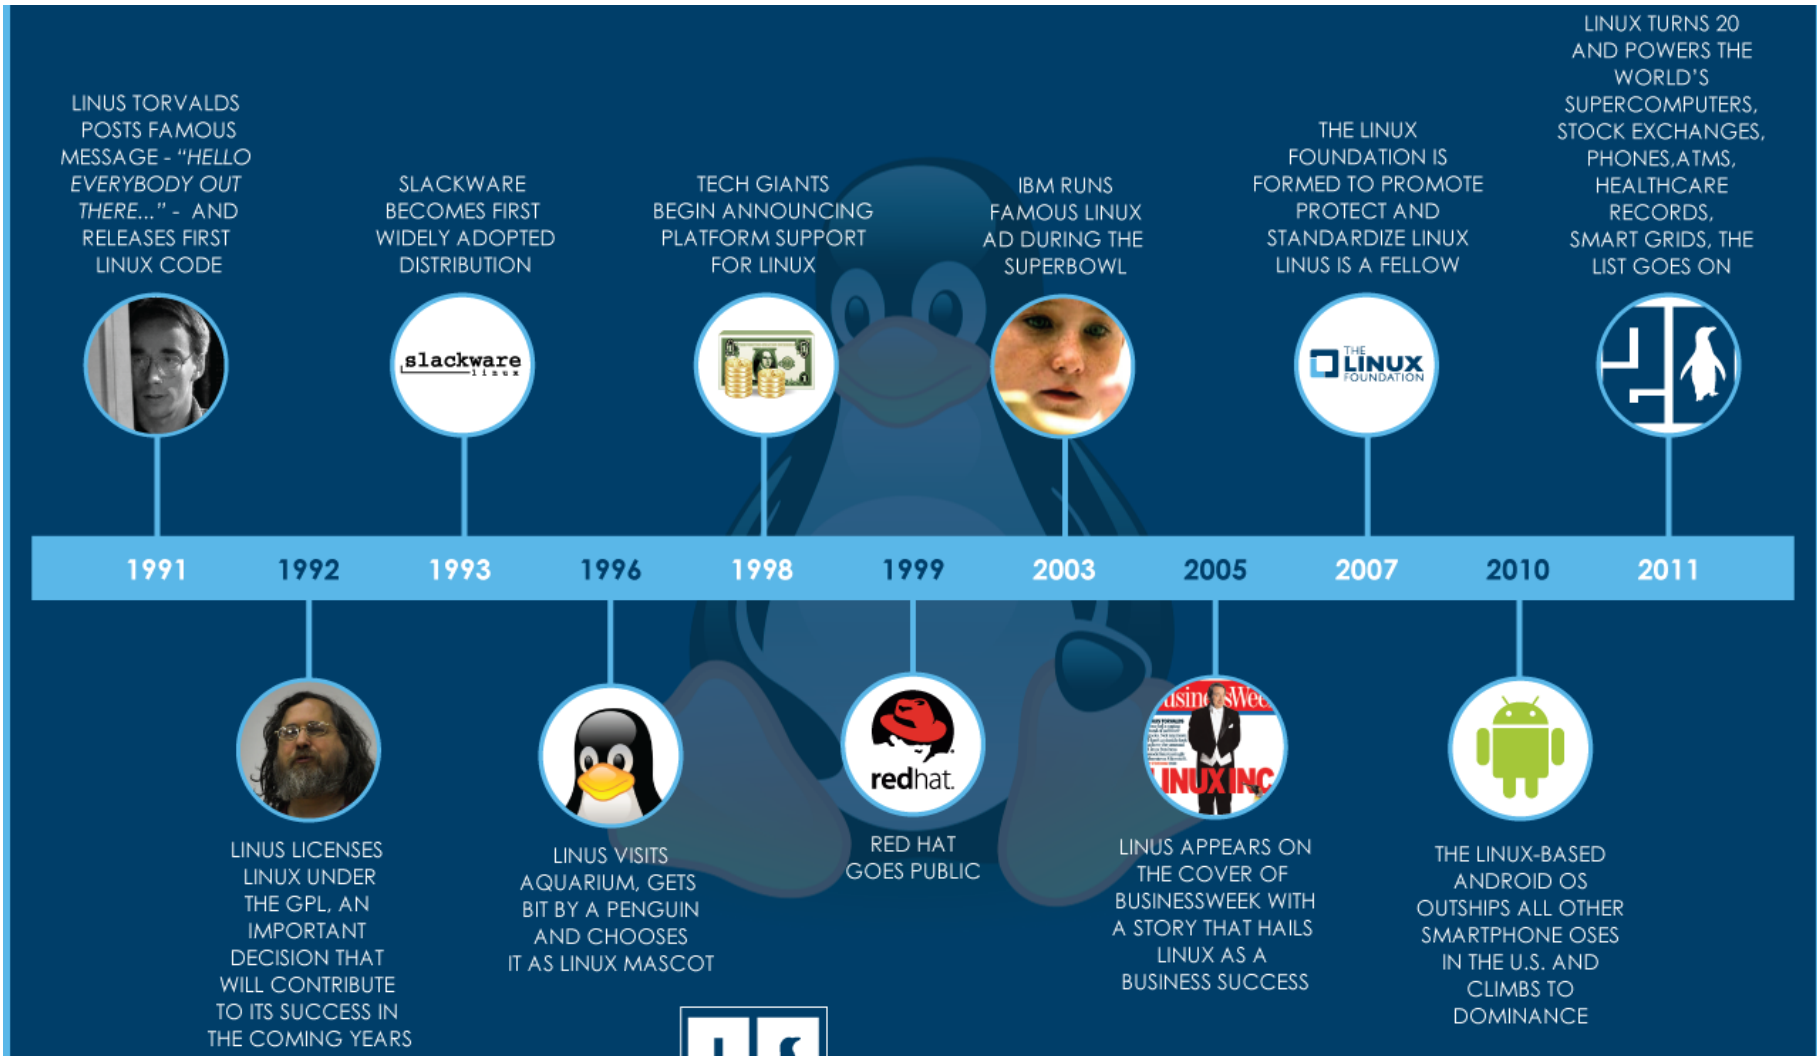 LINUS TORVALDS
POSTS FAMOUS
MESSAGE - “HELLO
EVERYBODY OUT
THERE...” - AND
RELEASES FIRST
LINUX CODE
SLACKWARE
BECOMES FIRST
WIDELY ADOPTED
DISTRIBUTION
slackware
linux
TECH GIANTS
BEGIN ANNOUNCING
PLATFORM SUPPORT
FOR LINUX
IBM RUNS
FAMOUS LINUX
AD DURING THE
SUPERBOWL
THE LINUX
FOUNDATION IS
FORMED TO PROMOTE
PROTECT AND
STANDARDIZE LINUX
LINUS IS A FELLOW
THE
LINUX
FOUNDATION
LINUX TURNS 20
AND POWERS THE
WORLD’S
SUPERCOMPUTERS,
STOCK EXCHANGES,
PHONES,ATMS,
HEALTHCARE
RECORDS,
SMART GRIDS, THE
LIST GOES ON
1991 1992 1993 1996 1998 1999 2003 2005 2007 2010 2011
LINUS LICENSES
LINUX UNDER
THE GPL, AN
IMPORTANT
DECISION THAT
WILL CONTRIBUTE
TO ITS SUCCESS IN
THE COMING YEARS
LINUS VISITS
AQUARIUM, GETS
BIT BY A PENGUIN
AND CHOOSES
IT AS LINUX MASCOT
redhat.
RED HAT
GOES PUBLIC
usinessWee
LINUX INC
LINUS APPEARS ON
THE COVER OF
BUSINESSWEEK WITH
A STORY THAT HAILS
LINUX AS A
BUSINESS SUCCESS
THE LINUX-BASED
ANDROID OS
OUTSHIPS ALL OTHER
SMARTPHONE OSES
IN THE U.S. AND
CLIMBS TO
DOMINANCE